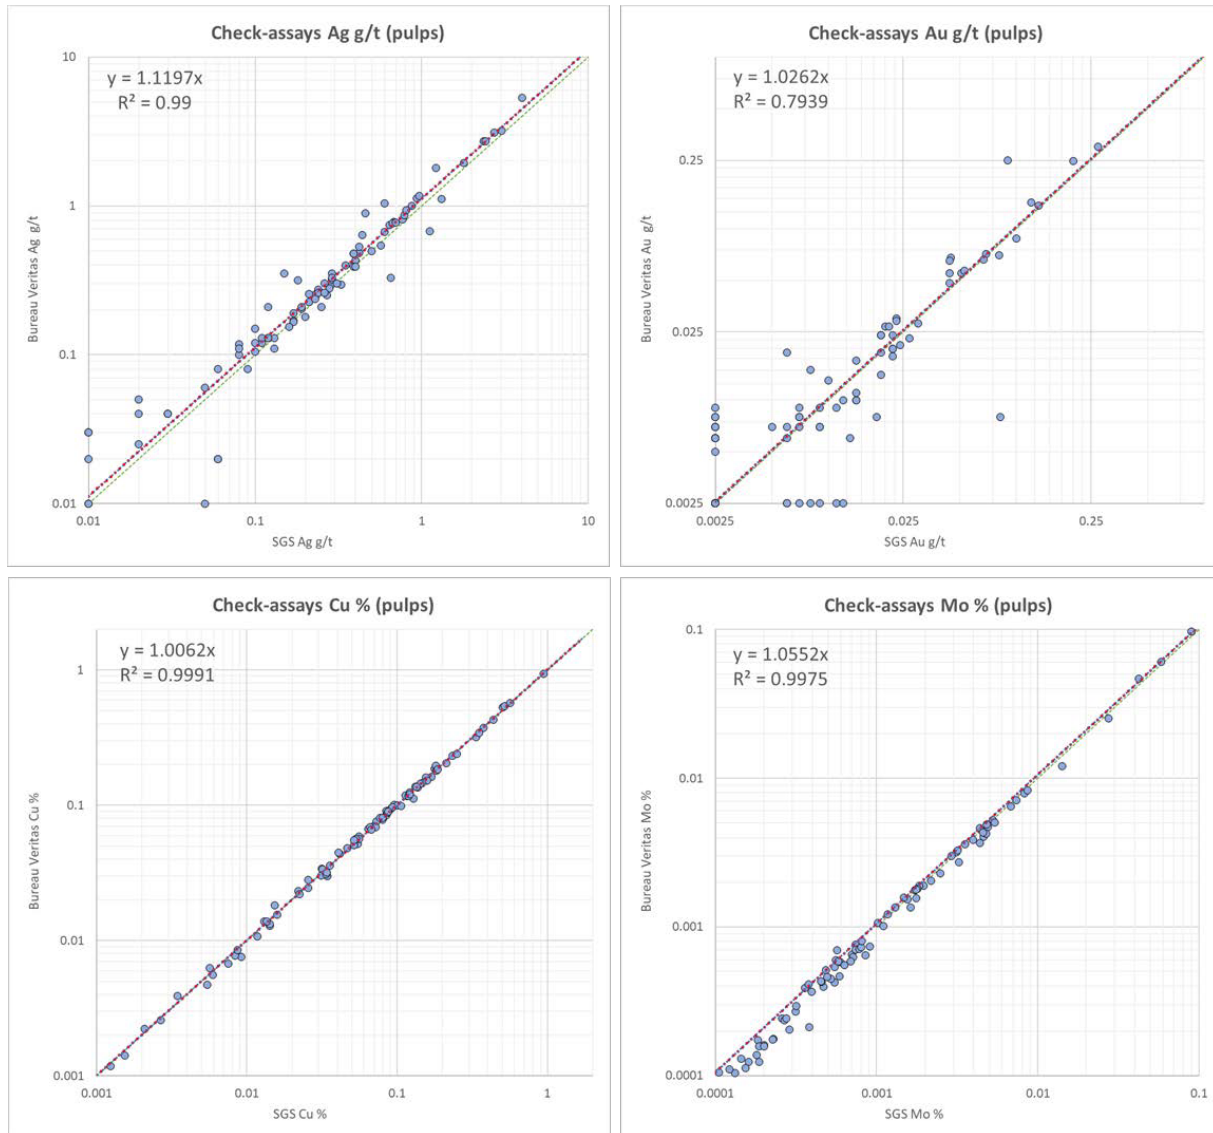 Check-assays Ag g/t (pulps)
y = 1.1197x
R² = 0.99
10
1
0.1
0.01
Bureau Veritas Ag g/t
0.01
0.1
1
10
SGS Ag g/t
Check-assays Au g/t (pulps)
y = 1.0262x
R² = 0.7939
0.25
0.025
0.0025
Bureau Veritas Au g/t
0.0025
0.025
0.25
SGS Au g/t
Check-assays Cu % (pulps)
y = 1.0062x
R² = 0.9991
1
0.1
0.01
0.001
Bureau Veritas Cu %
0.001
0.01
0.1
1
SGS Cu %
Check-assays Mo % (pulps)
y = 1.0552x
R² = 0.9975
0.1
0.01
0.001
0.0001
Bureau Veritas Mo %
0.0001
0.001
0.01
0.1
SGS Mo %